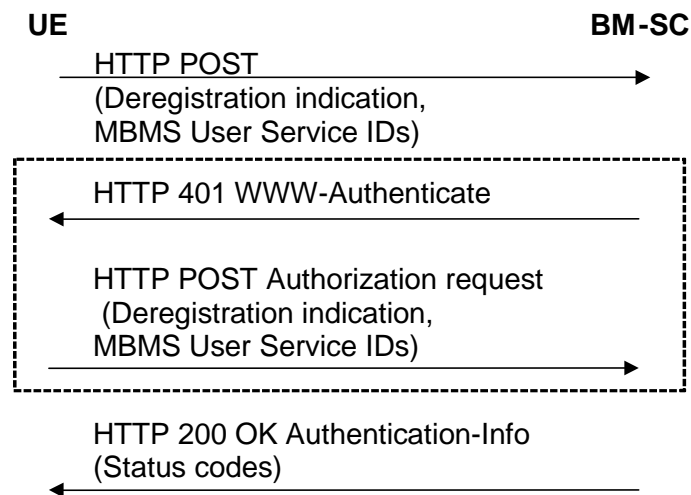 UE BM-SC
HTTP POST
(Deregistration indication,
MBMS User Service IDs)
HTTP 401 WWW-Authenticate
HTTP POST Authorization request
(Deregistration indication,
MBMS User Service IDs)
HTTP 200 OK Authentication-Info
(Status codes)